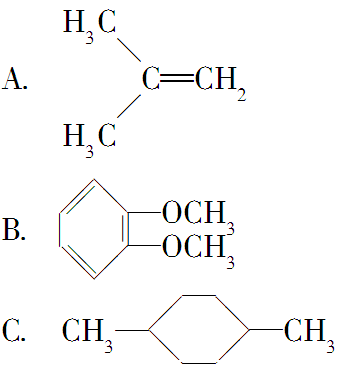 H₃C
A. C=CH₂
H₃C
B. OCH₃
OCH₃
C. CH₃ CH₃